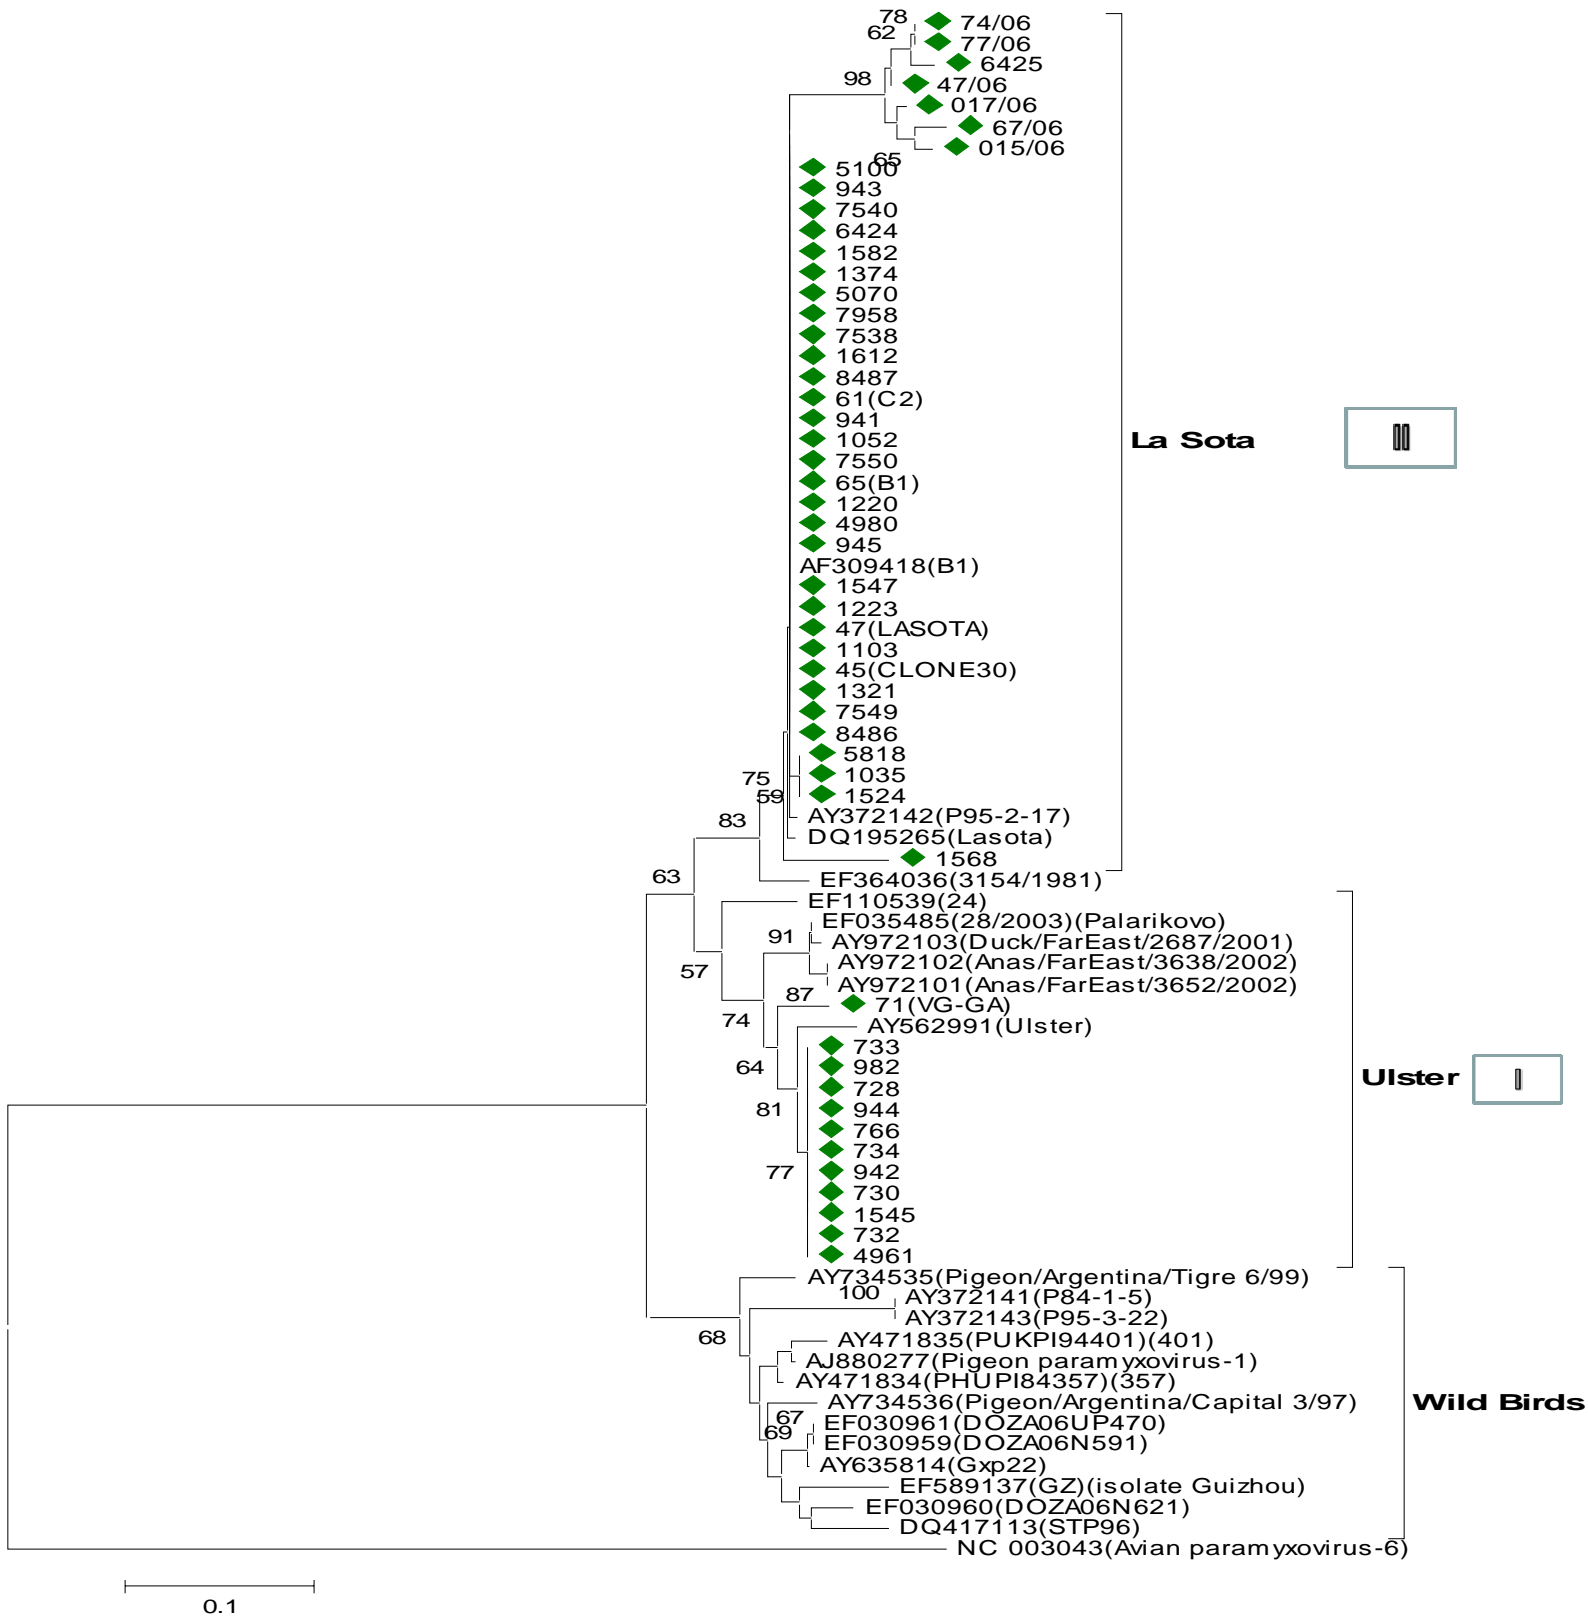 78
74/06
62
77/06
6425
98
47/06
017/06
67/06
015/06
65
5100
943
7540
6424
1582
1374
5070
7958
7538
1612
8487
61(C2)
941
La Sota
II
1052
7550
65(B1)
1220
4980
945
AF309418(B1)
1547
1223
47(LASOTA)
1103
45(CLONE30)
1321
7549
8486
5818
75
1035
59
1524
AY372142(P95-2-17)
83
DQ195265(Lasota)
1568
63
EF364036(3154/1981)
EF110539(24)
EF035485(28/2003)(Palarikovo)
91
AY972103(Duck/FarEast/2687/2001)
AY972102(Anas/FarEast/3638/2002)
57
AY972101(Anas/FarEast/3652/2002)
87
71(VG-GA)
74
AY562991(Ulster)
733
64
982
Ulster
I
728
81
944
766
734
77
942
730
1545
732
4961
AY734535(Pigeon/Argentina/Tigre 6/99)
100
AY372141(P84-1-5)
AY372143(P95-3-22)
68
AY471835(PUKPI94401)(401)
AJ880277(Pigeon paramyxovirus-1)
AY471834(PHUPI84357)(357)
AY734536(Pigeon/Argentina/Capital 3/97)
Wild Birds
67
EF030961(DOZA06UP470)
69
EF030959(DOZA06N591)
AY635814(Gxp22)
EF589137(GZ)(isolate Guizhou)
EF030960(DOZA06N621)
DQ417113(STP96)
NC 003043(Avian paramyxovirus-6)
0.1